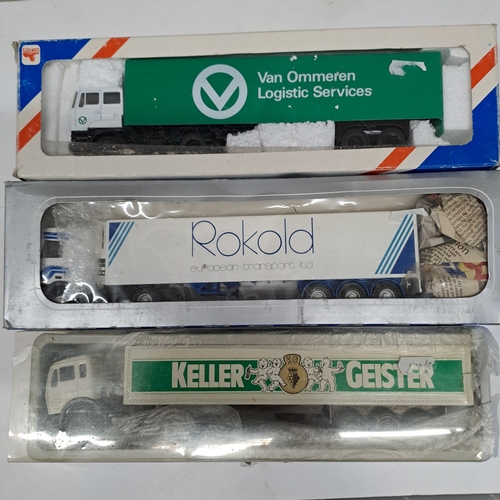 Van Ommeren
Logistic Services
Rokold
european transport ltd
KELLER GEISTER